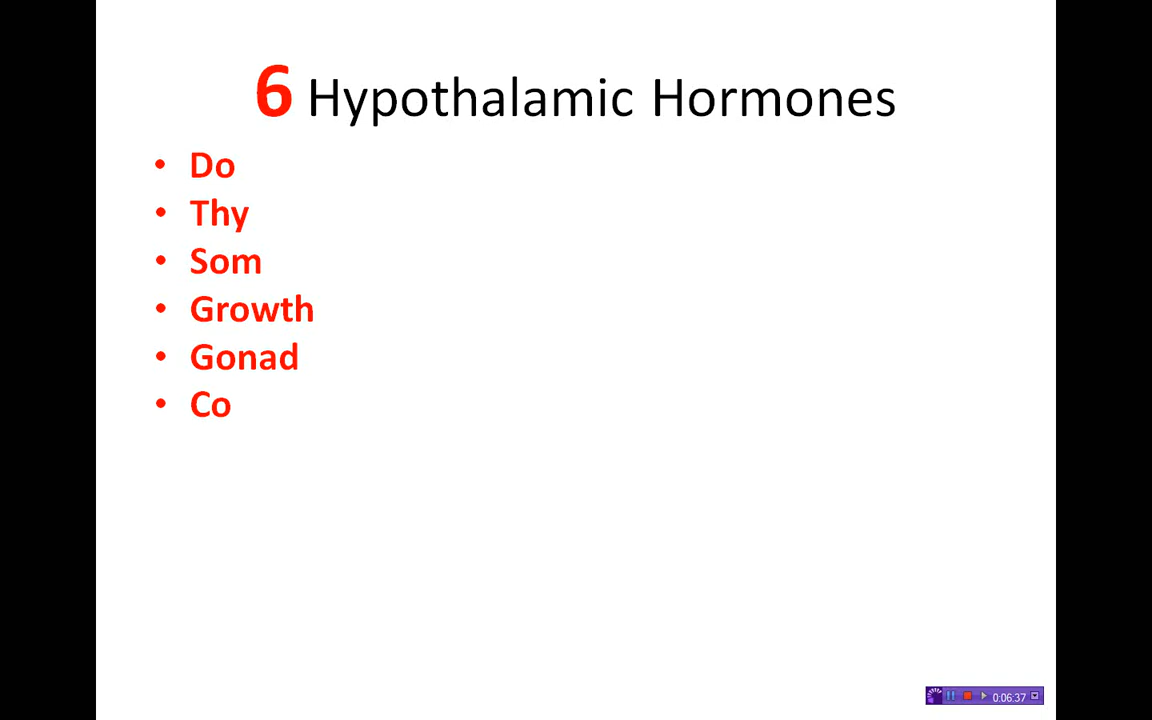 6 Hypothalamic Hormones
• Do
• Thy
• Som
• Growth
• Gonad
• Co
0:06:37